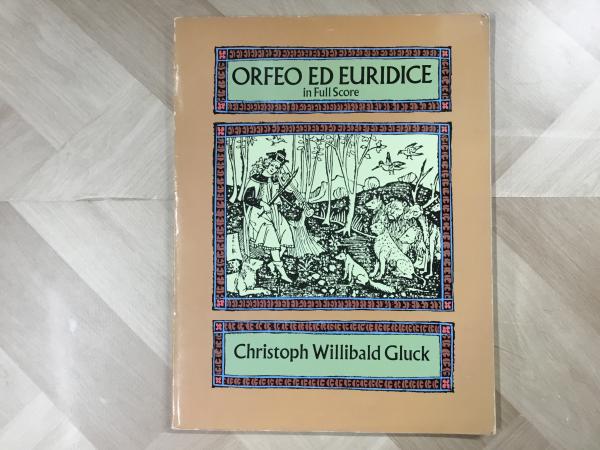 ORFEO ED EURIDICE
in Full Score
Christoph Willibald Gluck